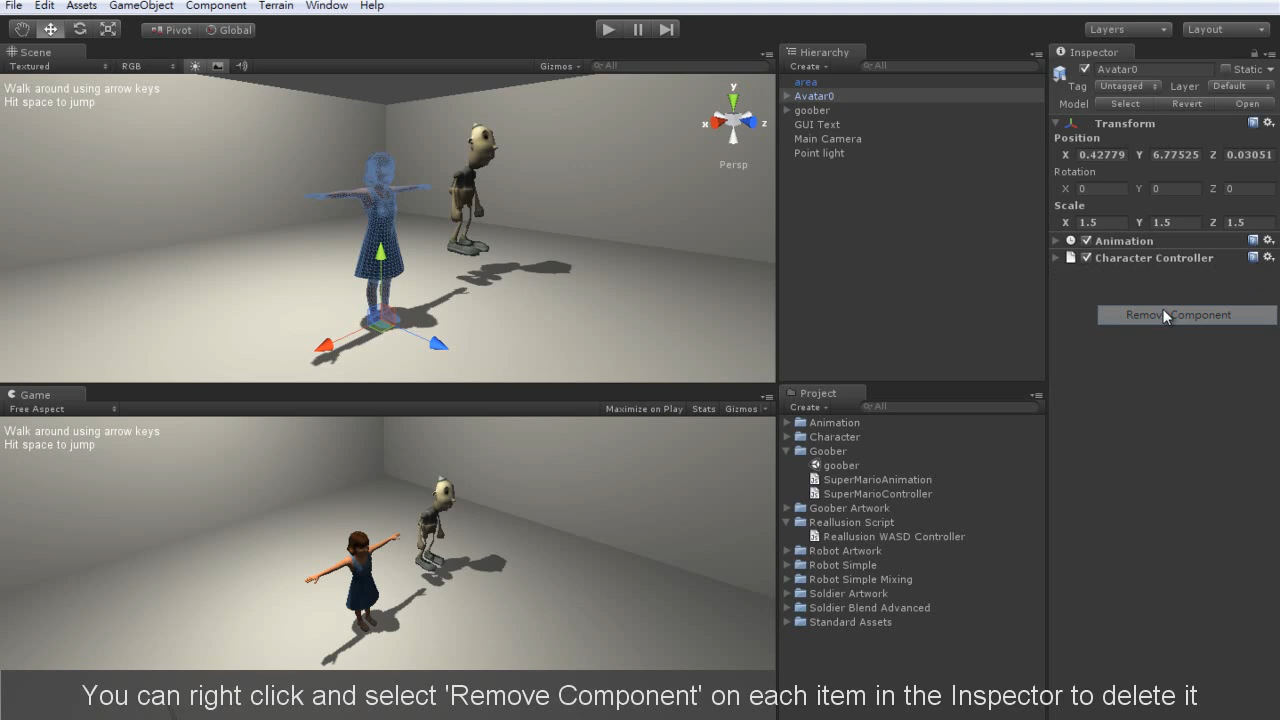 File Edit Assets GameObject Component Terrain Window Help
Pivot Global Layers Layout
Scene
Textured RGB Gizmos All
Walk around using arrow keys
Hit space to jump
y
x z
Persp
Hierarchy
Create All
area
Avatar0
goober
GUI Text
Main Camera
Point light
Inspector
Avatar0 Static
Tag Untagged Layer Default
Model Select Revert Open
Transform
Position
X 0.42779 Y 6.77525 Z 0.03051
Rotation
X 0 Y 0 Z 0
Scale
X 1.5 Y 1.5 Z 1.5
Animation
Character Controller
Remove Component
Game
Free Aspect Maximize on Play Stats Gizmos
Walk around using arrow keys
Hit space to jump
Project
Create All
Animation
Character
Goober
goober
SuperMarioAnimation
SuperMarioController
Goober Artwork
Reallusion Script
Reallusion WASD Controller
Robot Artwork
Robot Simple
Robot Simple Mixing
Soldier Artwork
Soldier Blend Advanced
Standard Assets
You can right click and select 'Remove Component' on each item in the Inspector to delete it